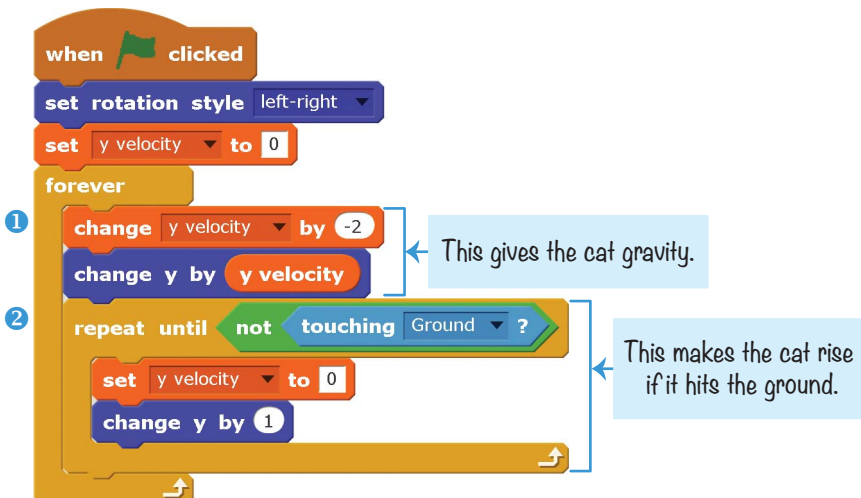 when clicked
set rotation style left-right
set y velocity to 0
forever
1 change y velocity by -2
change y by y velocity
This gives the cat gravity.
2 repeat until not touching Ground ?
set y velocity to 0
change y by 1
This makes the cat rise
if it hits the ground.